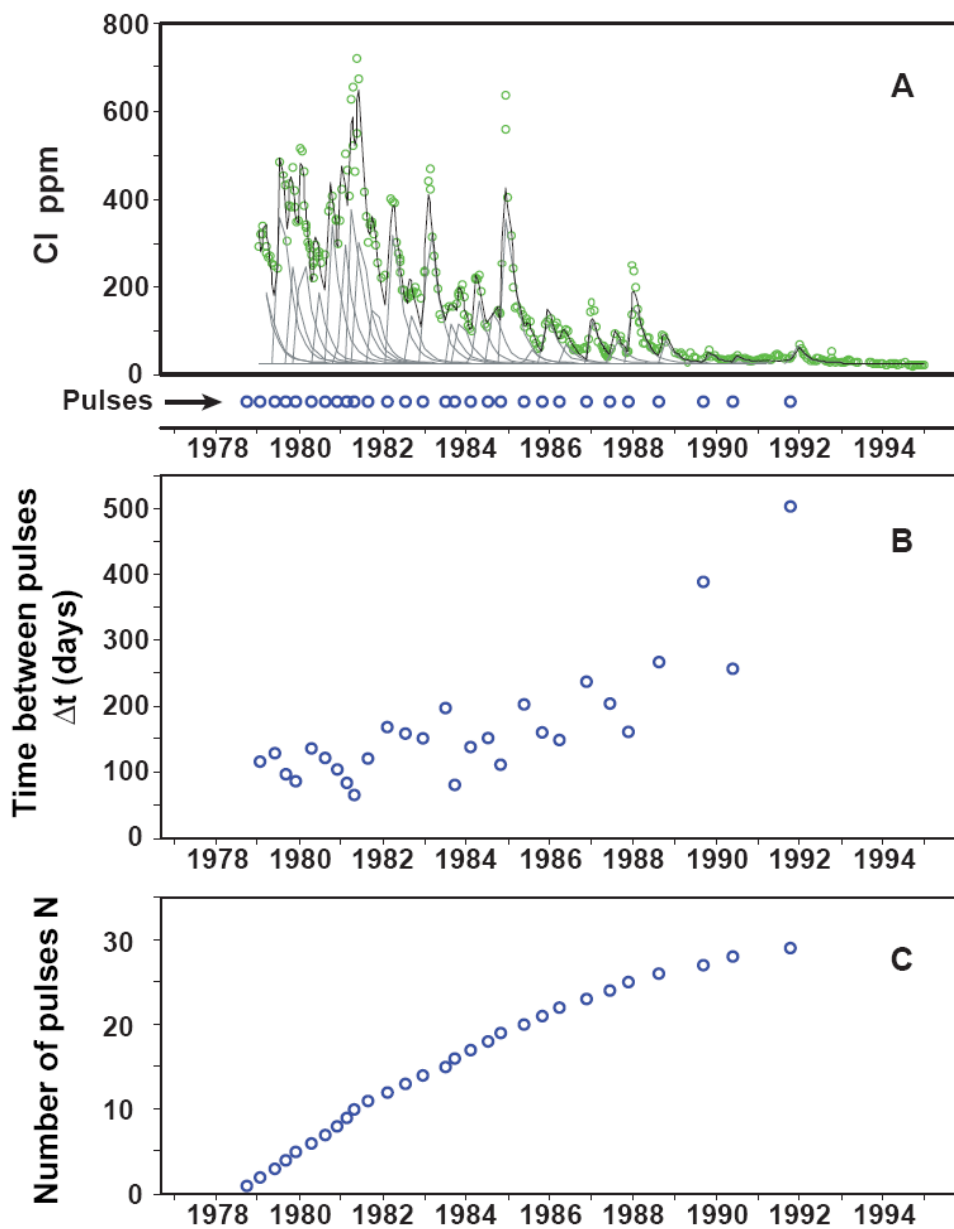 800
A
600
400
200
0
Cl ppm
Pulses
1978 1980 1982 1984 1986 1988 1990 1992 1994
500
B
400
300
200
100
0
Time between pulses
Δt (days)
1978 1980 1982 1984 1986 1988 1990 1992 1994
30
C
20
10
0
Number of pulses N
1978 1980 1982 1984 1986 1988 1990 1992 1994